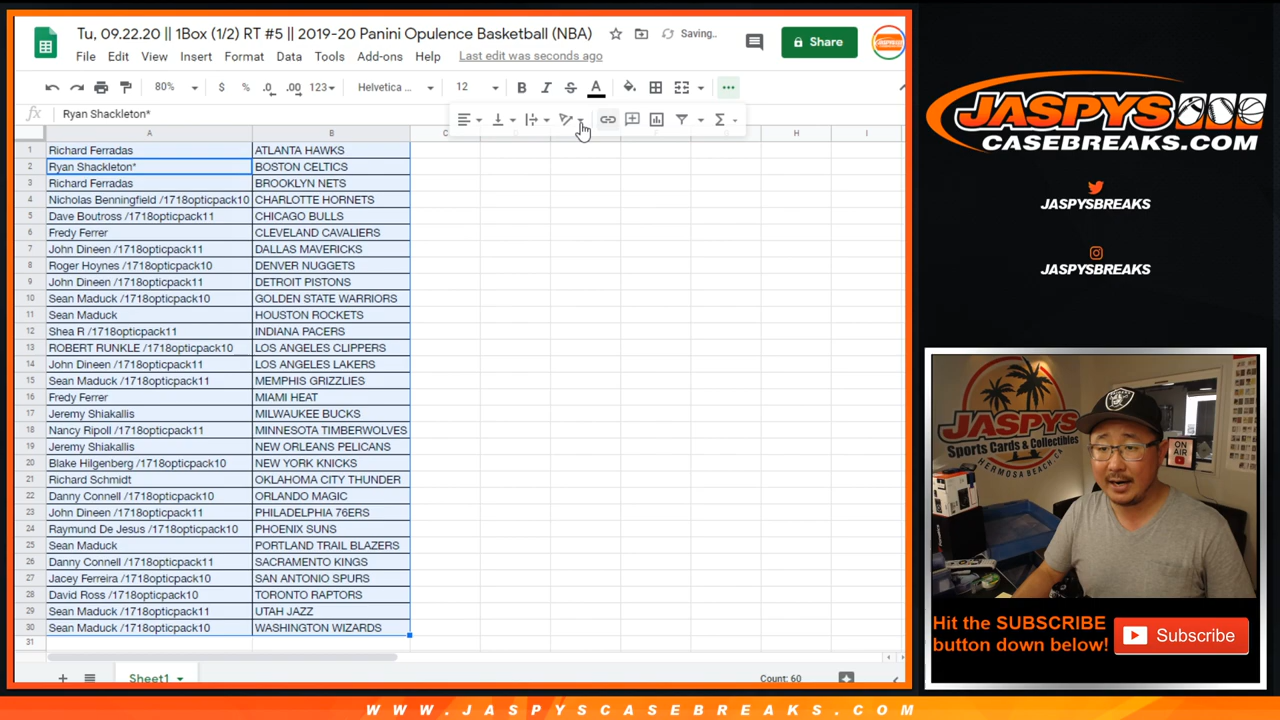 Tu, 09.22.20 || 1Box (1/2) RT #5 || 2019-20 Panini Opulence Basketball (NBA)
Saving..
Share
File Edit View Insert Format Data Tools Add-ons Help Last edit was seconds ago
80% $ % .0 .00 123 Helvetica ... 12 B I S A
fx Ryan Shackleton*
A B C H I
1 Richard Ferradas ATLANTA HAWKS
2 Ryan Shackleton* BOSTON CELTICS
3 Richard Ferradas BROOKLYN NETS
4 Nicholas Benningfield /1718opticpack10 CHARLOTTE HORNETS
5 Dave Boutross /1718opticpack11 CHICAGO BULLS
6 Fredy Ferrer CLEVELAND CAVALIERS
7 John Dineen /1718opticpack11 DALLAS MAVERICKS
8 Roger Hoynes /1718opticpack10 DENVER NUGGETS
9 John Dineen /1718opticpack11 DETROIT PISTONS
10 Sean Maduck /1718opticpack10 GOLDEN STATE WARRIORS
11 Sean Maduck HOUSTON ROCKETS
12 Shea R /1718opticpack11 INDIANA PACERS
13 ROBERT RUNKLE /1718opticpack10 LOS ANGELES CLIPPERS
14 John Dineen /1718opticpack11 LOS ANGELES LAKERS
15 Sean Maduck /1718opticpack11 MEMPHIS GRIZZLIES
16 Fredy Ferrer MIAMI HEAT
17 Jeremy Shiakallis MILWAUKEE BUCKS
18 Nancy Ripoll /1718opticpack11 MINNESOTA TIMBERWOLVES
19 Jeremy Shiakallis NEW ORLEANS PELICANS
20 Blake Hilgenberg /1718opticpack10 NEW YORK KNICKS
21 Richard Schmidt OKLAHOMA CITY THUNDER
22 Danny Connell /1718opticpack10 ORLANDO MAGIC
23 John Dineen /1718opticpack11 PHILADELPHIA 76ERS
24 Raymund De Jesus /1718opticpack10 PHOENIX SUNS
25 Sean Maduck PORTLAND TRAIL BLAZERS
26 Danny Connell /1718opticpack11 SACRAMENTO KINGS
27 Jacey Ferreira /1718opticpack10 SAN ANTONIO SPURS
28 David Ross /1718opticpack10 TORONTO RAPTORS
29 Sean Maduck /1718opticpack11 UTAH JAZZ
30 Sean Maduck /1718opticpack10 WASHINGTON WIZARDS
31
Sheet1 Count: 60
JASPYS
CASEBREAKS.COM
JASPYSBREAKS
JASPYSBREAKS
JASPYS
Sports Cards & Collectibles
HERMOSA BEACH, CA
ON AIR
RAIDERS
Hit the SUBSCRIBE
button down below!
Subscribe
WWW.JASPYSCASEBREAKS.COM